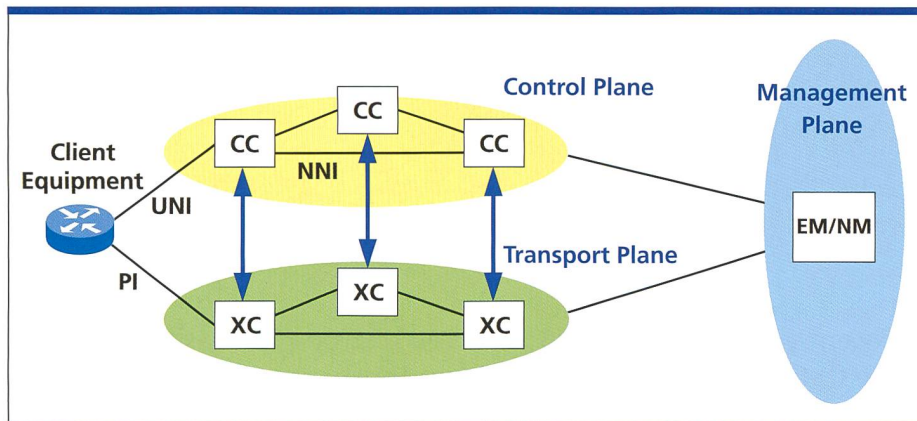 Control Plane
Management
Plane
CC
CC
CC
NNI
Client
Equipment
UNI
EM/NM
Transport Plane
PI
XC
XC
XC